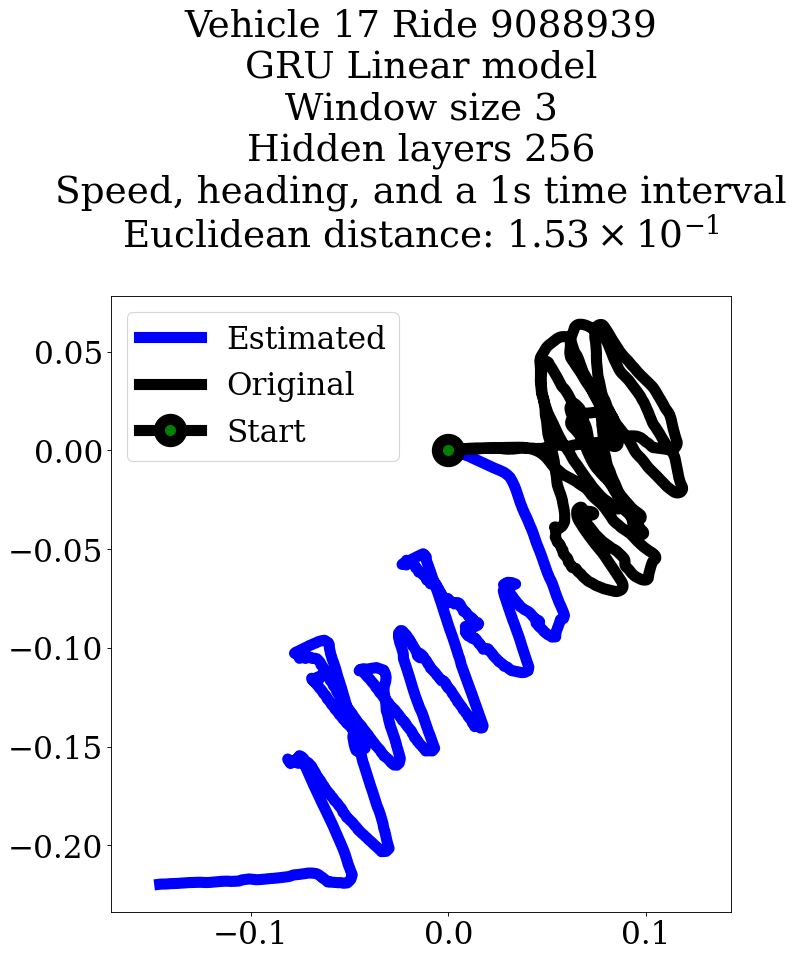 Vehicle 17 Ride 9088939
GRU Linear model
Window size 3
Hidden layers 256
Speed, heading, and a 1s time interval
Euclidean distance: 1.53 × 10⁻¹
Estimated
Original
Start
0.05
0.00
−0.05
−0.10
−0.15
−0.20
−0.1 0.0 0.1